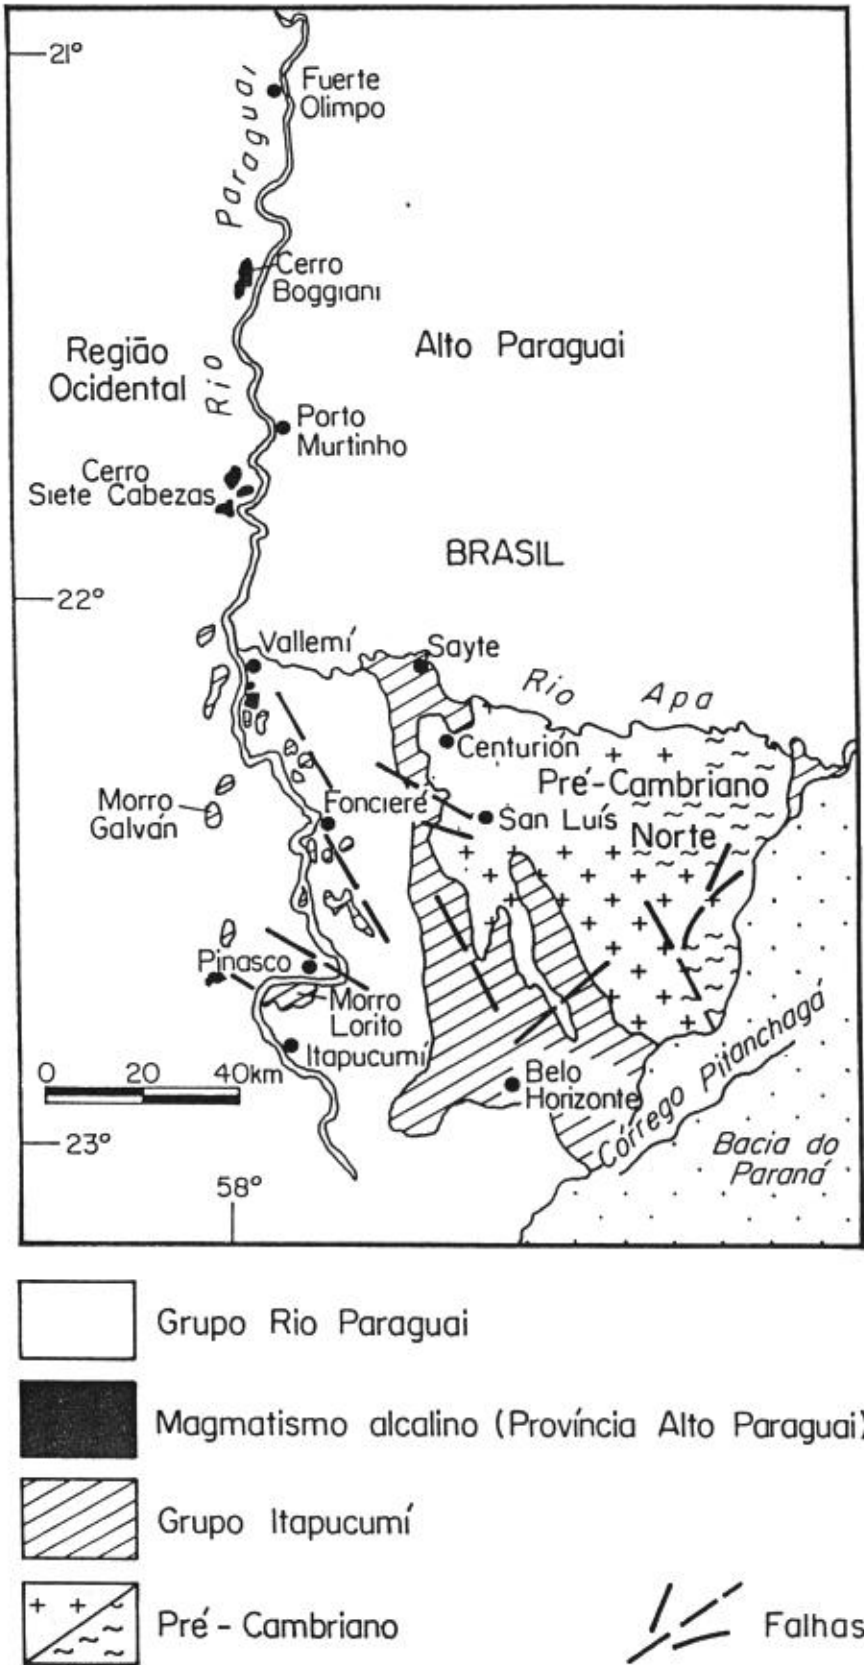 21°
Fuerte
Olimpo
Rio Paraguai
Cerro
Boggiani
Região
Ocidental
Alto Paraguai
Porto
Murtinho
Cerro
Siete Cabezas
BRASIL
22°
Vallemí
Sayte
Rio Apa
Centurión
Pré-Cambriano
Norte
Morro
Galván
Fonciere
San Luís
Pinasco
Morro
Lorito
Itapucumí
0 20 40km
Belo
Horizonte
Córrego Pitanchagá
23°
Bacia do
Paraná
58°
Grupo Rio Paraguai
Magmatismo alcalino (Província Alto Paraguai)
Grupo Itapucumí
Pré-Cambriano
Falhas